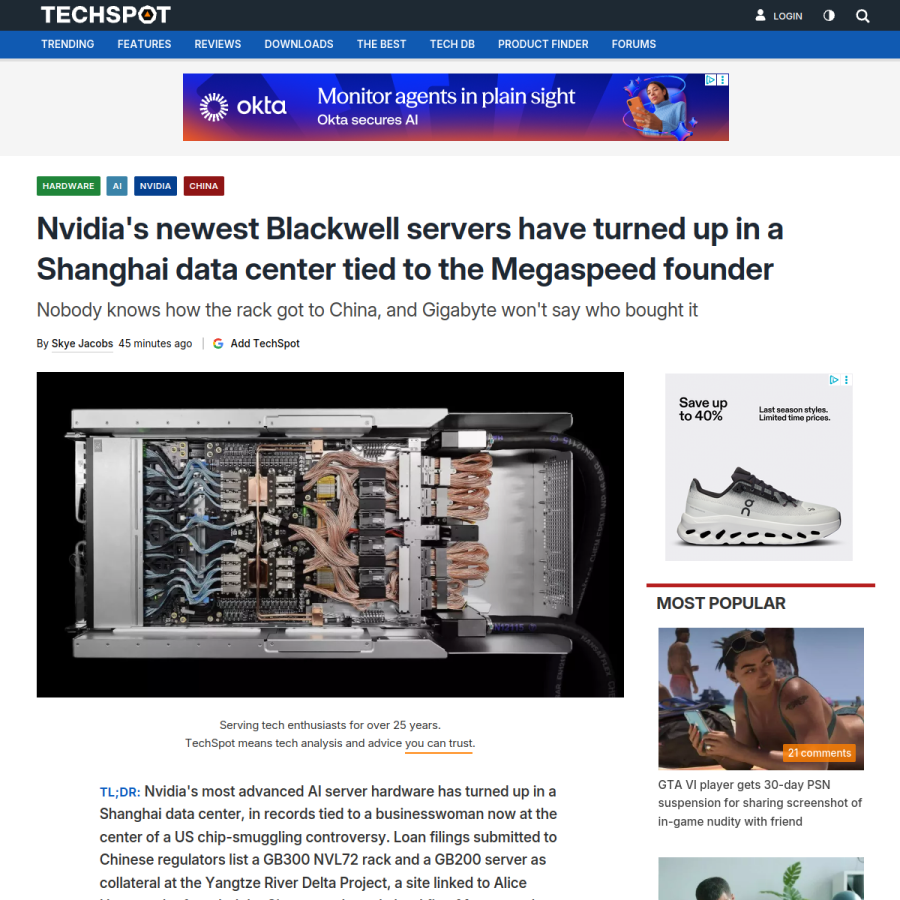 TECHSPOT
LOGIN
TRENDING FEATURES REVIEWS DOWNLOADS THE BEST TECH DB PRODUCT FINDER FORUMS
okta
Monitor agents in plain sight
Okta secures AI
HARDWARE AI NVIDIA CHINA
Nvidia's newest Blackwell servers have turned up in a
Shanghai data center tied to the Megaspeed founder
Nobody knows how the rack got to China, and Gigabyte won't say who bought it
By Skye Jacobs 45 minutes ago | Add TechSpot
Save up
to 40%
Last season styles.
Limited time prices.
Serving tech enthusiasts for over 25 years.
TechSpot means tech analysis and advice you can trust.
TL;DR: Nvidia's most advanced AI server hardware has turned up in a
Shanghai data center, in records tied to a businesswoman now at the
center of a US chip-smuggling controversy. Loan filings submitted to
Chinese regulators list a GB300 NVL72 rack and a GB200 server as
collateral at the Yangtze River Delta Project, a site linked to Alice
MOST POPULAR
21 comments
GTA VI player gets 30-day PSN
suspension for sharing screenshot of
in-game nudity with friend